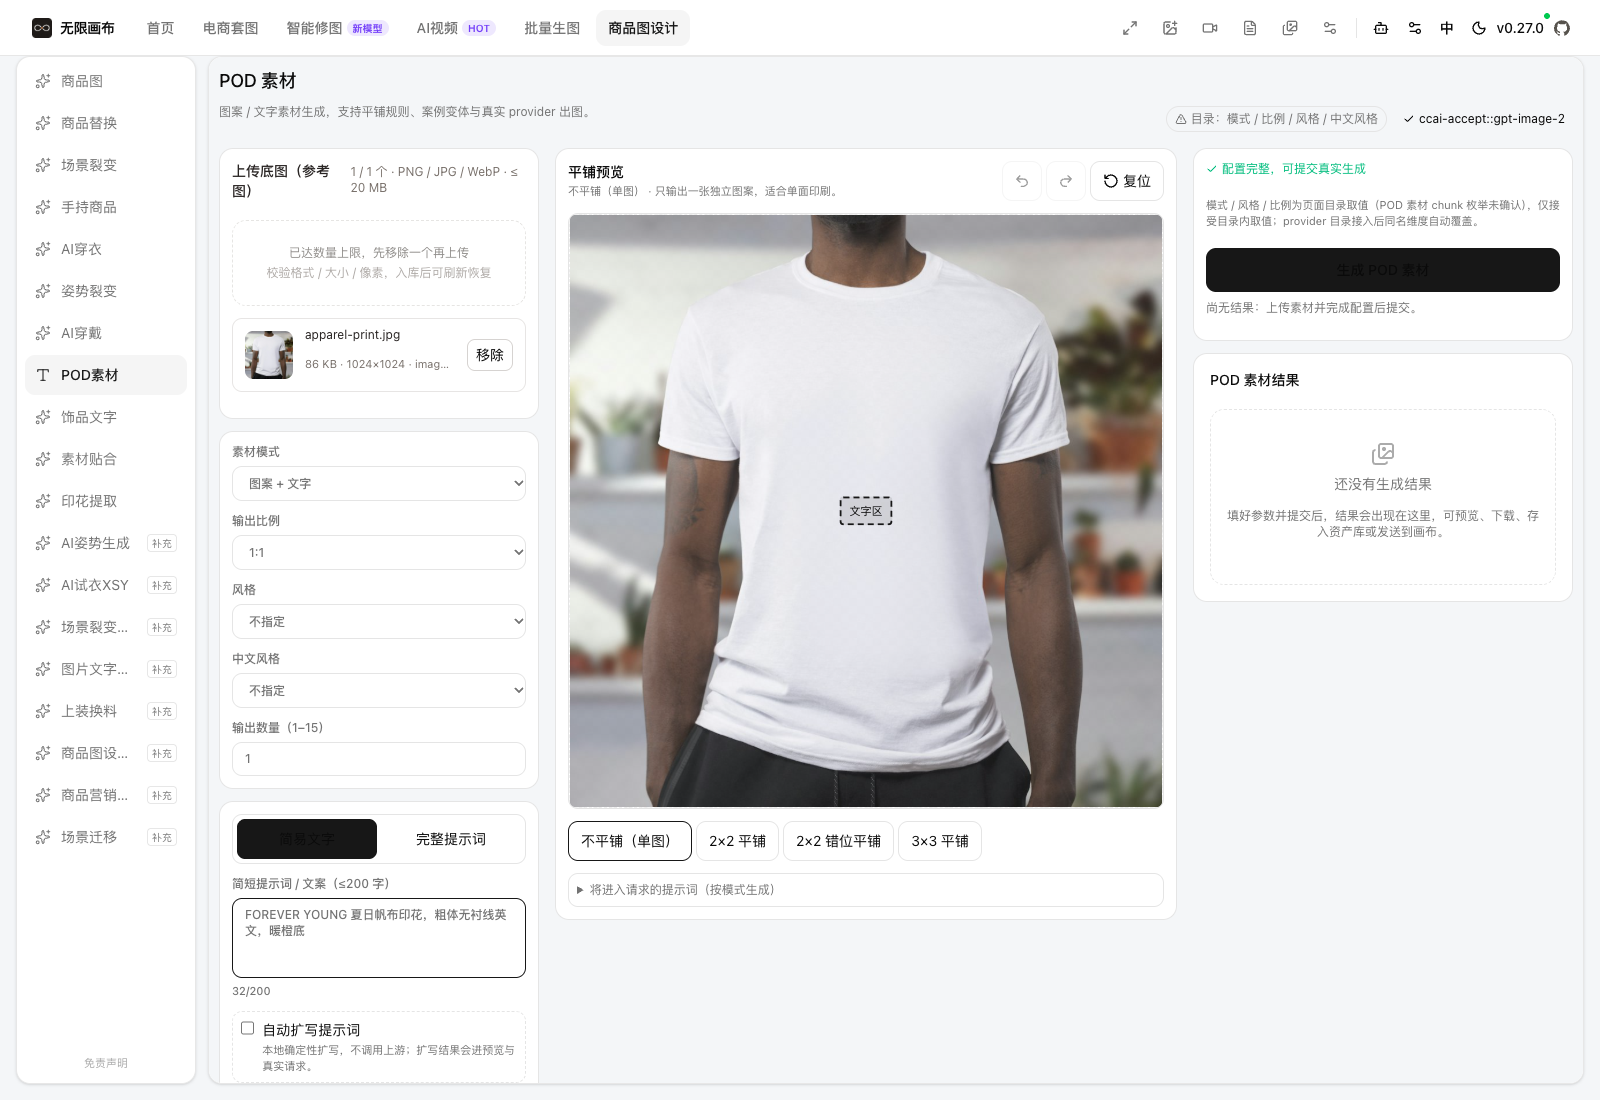 无限画布
首页
电商套图
智能修图 新模型
AI视频 HOT
批量生图
商品图设计
中
v0.27.0
商品图
商品替换
场景裂变
手持商品
AI穿衣
姿势裂变
AI穿戴
POD素材
饰品文字
素材贴合
印花提取
AI姿势生成 补充
AI试衣XSY 补充
场景裂变... 补充
图片文字... 补充
上装换料 补充
商品图设... 补充
商品营销... 补充
场景迁移 补充
免责声明
POD 素材
图案 / 文字素材生成，支持平铺规则、案例变体与真实 provider 出图。
目录：模式 / 比例 / 风格 / 中文风格
ccai-accept::gpt-image-2
上传底图（参考
图）
1 / 1 个 · PNG / JPG / WebP · ≤
20 MB
已达数量上限，先移除一个再上传
校验格式 / 大小 / 像素，入库后可刷新恢复
apparel-print.jpg
86 KB · 1024×1024 · imag...
移除
素材模式
图案 + 文字
输出比例
1:1
风格
不指定
中文风格
不指定
输出数量（1–15）
1
简易文字
完整提示词
简短提示词 / 文案（≤200 字）
FOREVER YOUNG 夏日帆布印花，粗体无衬线英
文，暖橙底
32/200
自动扩写提示词
本地确定性扩写，不调用上游；扩写结果会进预览与
真实请求。
平铺预览
不平铺（单图） · 只输出一张独立图案，适合单面印刷。
复位
文字区
不平铺（单图）
2×2 平铺
2×2 错位平铺
3×3 平铺
将进入请求的提示词（按模式生成）
配置完整，可提交真实生成
模式 / 风格 / 比例为页面目录取值（POD 素材 chunk 枚举未确认），仅接
受目录内取值；provider 目录接入后同名维度自动覆盖。
生成 POD 素材
尚无结果：上传素材并完成配置后提交。
POD 素材结果
还没有生成结果
填好参数并提交后，结果会出现在这里，可预览、下载、存
入资产库或发送到画布。